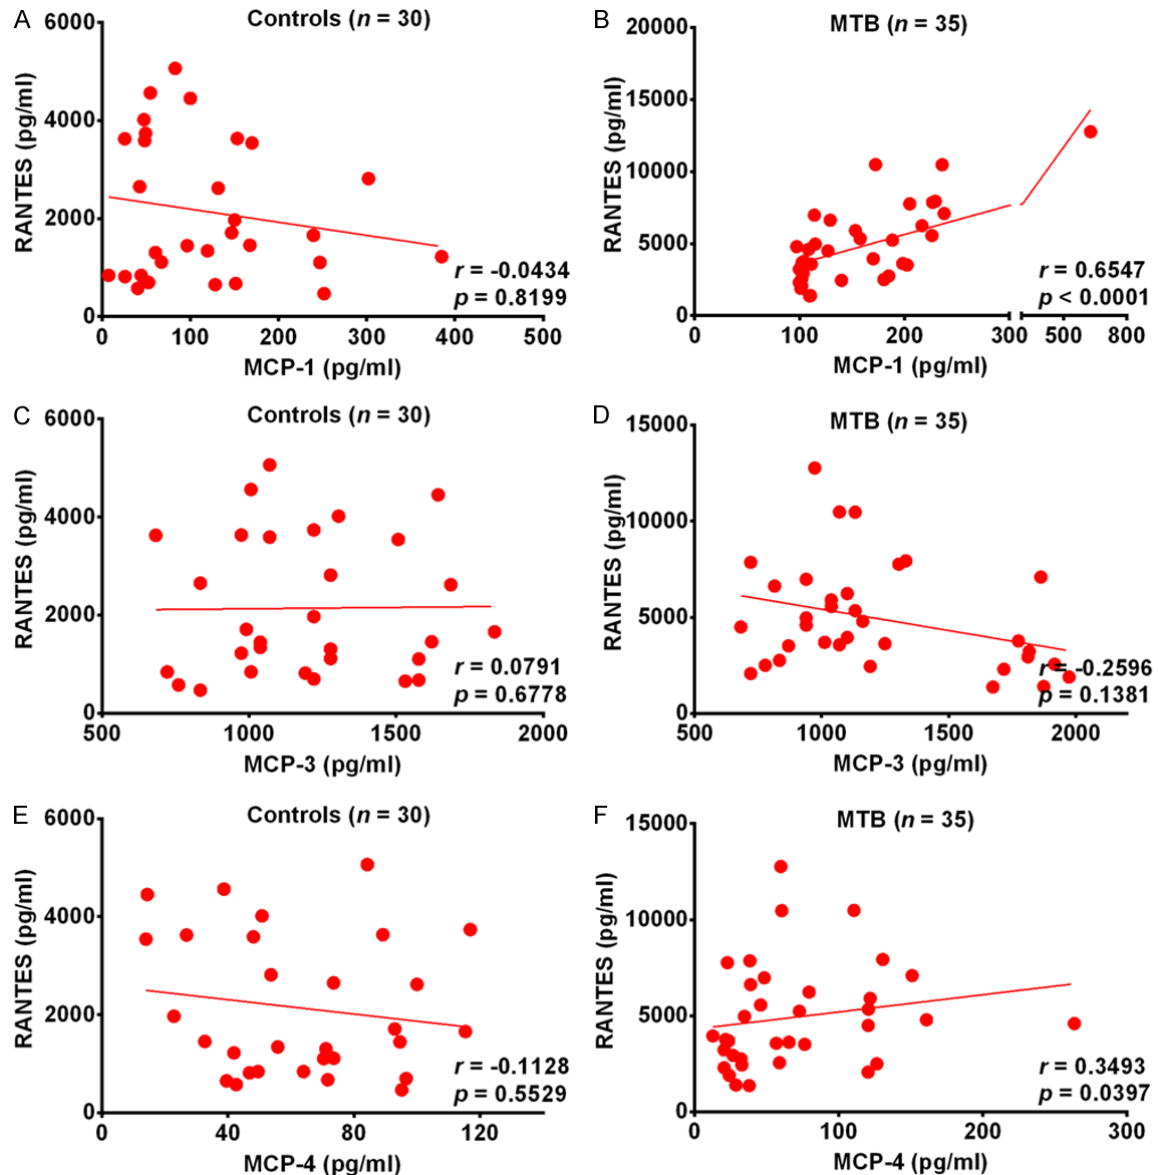 A
Controls (n = 30)
RANTES (pg/ml)
6000
4000
2000
0
0 100 200 300 400 500
MCP-1 (pg/ml)
r = -0.0434
p = 0.8199
B
MTB (n = 35)
RANTES (pg/ml)
20000
15000
10000
5000
0
0 100 200 300 500 800
MCP-1 (pg/ml)
r = 0.6547
p < 0.0001
C
Controls (n = 30)
RANTES (pg/ml)
6000
4000
2000
0
500 1000 1500 2000
MCP-3 (pg/ml)
r = 0.0791
p = 0.6778
D
MTB (n = 35)
RANTES (pg/ml)
15000
10000
5000
0
500 1000 1500 2000
MCP-3 (pg/ml)
r = -0.2596
p = 0.1381
E
Controls (n = 30)
RANTES (pg/ml)
6000
4000
2000
0
0 40 80 120
MCP-4 (pg/ml)
r = -0.1128
p = 0.5529
F
MTB (n = 35)
RANTES (pg/ml)
15000
10000
5000
0
0 100 200 300
MCP-4 (pg/ml)
r = 0.3493
p = 0.0397